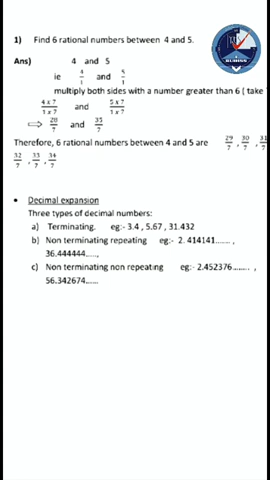 1) Find 6 rational numbers between 4 and 5.
Ans) 4 and 5
ie 4/1 and 5/1
multiply both sides with a number greater than 6 ( take
4 x 7/1 x 7 and 5 x 7/1 x 7
⇨ 28/7 and 35/7
Therefore, 6 rational numbers between 4 and 5 are 29/7 , 30/7 , 31/7
32/7 , 33/7 , 34/7
• Decimal expansion
Three types of decimal numbers:
a) Terminating. eg:- 3.4 , 5.67 , 31.432
b) Non terminating repeating eg:- 2. 414141....... ,
36.444444.....,
c) Non terminating non repeating eg:- 2.452376........ ,
56.342674......